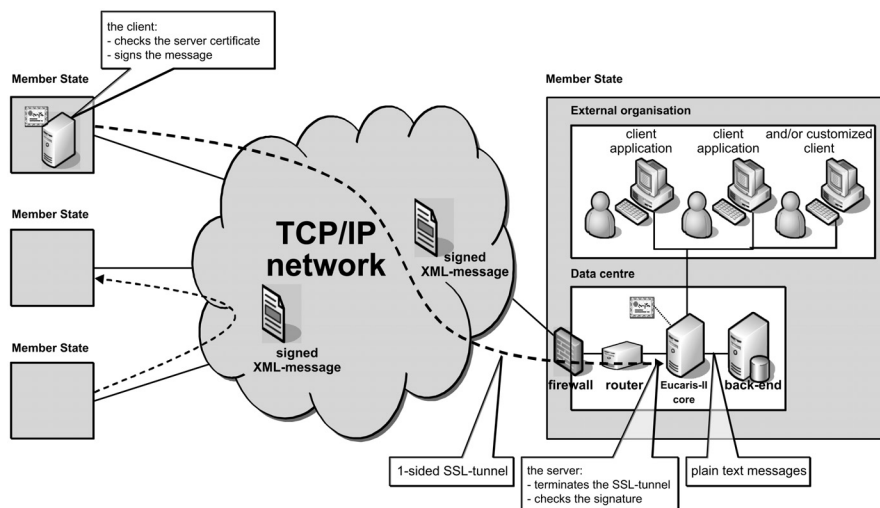 the client:
- checks the server certificate
- signs the message
Member State
Member State
External organisation
client
application
client
application
and/or customized
client
Member State
TCP/IP
network
signed
XML-message
signed
XML-message
Data centre
Member State
firewall
router
Eucaris-II
core
back-end
1-sided SSL-tunnel
the server:
- terminates the SSL-tunnel
- checks the signature
plain text messages